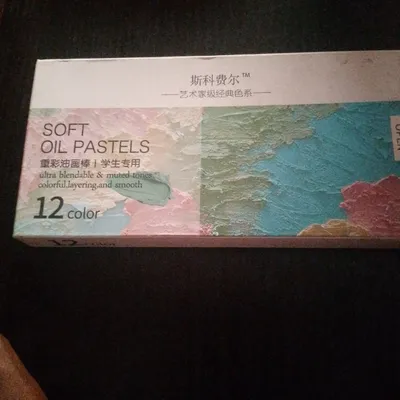 斯科费尔™
艺术家级经典色系
SOFT
OIL PASTELS
重彩油画棒 | 学生专用
ultra blendable & muted tones
colorful,layering,and smooth
12 color
12